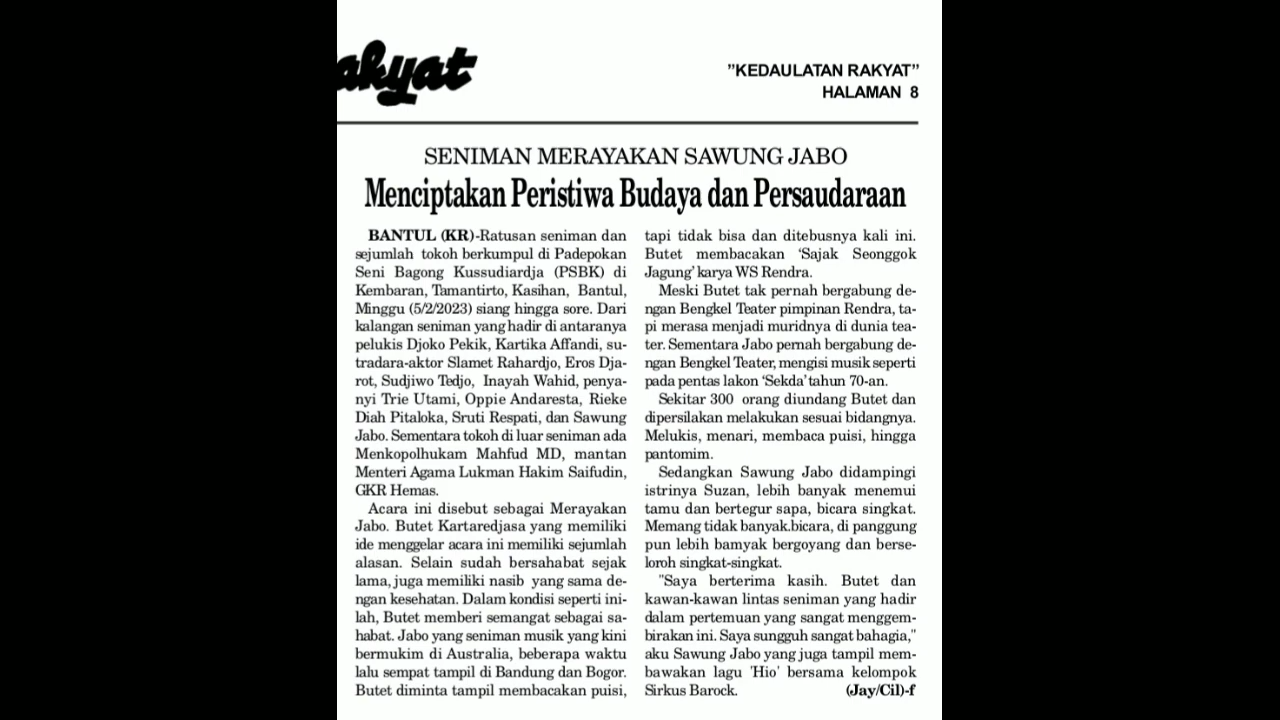 akyat
"KEDAULATAN RAKYAT"
HALAMAN 8
SENIMAN MERAYAKAN SAWUNG JABO
Menciptakan Peristiwa Budaya dan Persaudaraan
BANTUL (KR)-Ratusan seniman dan
sejumlah tokoh berkumpul di Padepokan
Seni Bagong Kussudiardja (PSBK) di
Kembaran, Tamantirto, Kasihan, Bantul,
Minggu (5/2/2023) siang hingga sore. Dari
kalangan seniman yang hadir di antaranya
pelukis Djoko Pekik, Kartika Affandi, su-
tradara-aktor Slamet Rahardjo, Eros Dja-
rot, Sudjiwo Tedjo, Inayah Wahid, penya-
nyi Trie Utami, Oppie Andaresta, Rieke
Diah Pitaloka, Sruti Respati, dan Sawung
Jabo. Sementara tokoh di luar seniman ada
Menkopolhukam Mahfud MD, mantan
Menteri Agama Lukman Hakim Saifudin,
GKR Hemas.
Acara ini disebut sebagai Merayakan
Jabo. Butet Kartaredjasa yang memiliki
ide menggelar acara ini memiliki sejumlah
alasan. Selain sudah bersahabat sejak
lama, juga memiliki nasib yang sama de-
ngan kesehatan. Dalam kondisi seperti ini-
lah, Butet memberi semangat sebagai sa-
habat. Jabo yang seniman musik yang kini
bermukim di Australia, beberapa waktu
lalu sempat tampil di Bandung dan Bogor.
Butet diminta tampil membacakan puisi,
tapi tidak bisa dan ditebusnya kali ini.
Butet membacakan 'Sajak Seonggok
Jagung' karya WS Rendra.
Meski Butet tak pernah bergabung de-
ngan Bengkel Teater pimpinan Rendra, ta-
pi merasa menjadi muridnya di dunia tea-
ter. Sementara Jabo pernah bergabung de-
ngan Bengkel Teater, mengisi musik seperti
pada pentas lakon 'Sekda' tahun 70-an.
Sekitar 300 orang diundang Butet dan
dipersilakan melakukan sesuai bidangnya.
Melukis, menari, membaca puisi, hingga
pantomim.
Sedangkan Sawung Jabo didampingi
istrinya Suzan, lebih banyak menemui
tamu dan bertegur sapa, bicara singkat.
Memang tidak banyak.bicara, di panggung
pun lebih bamyak bergoyang dan berse-
loroh singkat-singkat.
"Saya berterima kasih. Butet dan
kawan-kawan lintas seniman yang hadir
dalam pertemuan yang sangat menggem-
birakan ini. Saya sungguh sangat bahagia,"
aku Sawung Jabo yang juga tampil mem-
bawakan lagu 'Hio' bersama kelompok
Sirkus Barock. (Jay/Cil)-f